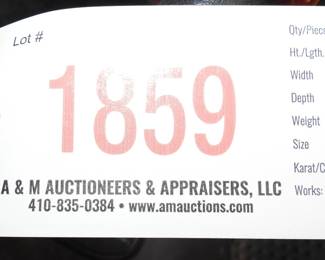 Lot #
1859
A & M AUCTIONEERS & APPRAISERS, LLC
410-835-0384 • www.amauctions.com
Qty/Piece
Ht./Lgth.
Width
Depth
Weight
Size
Karat/C
Works: